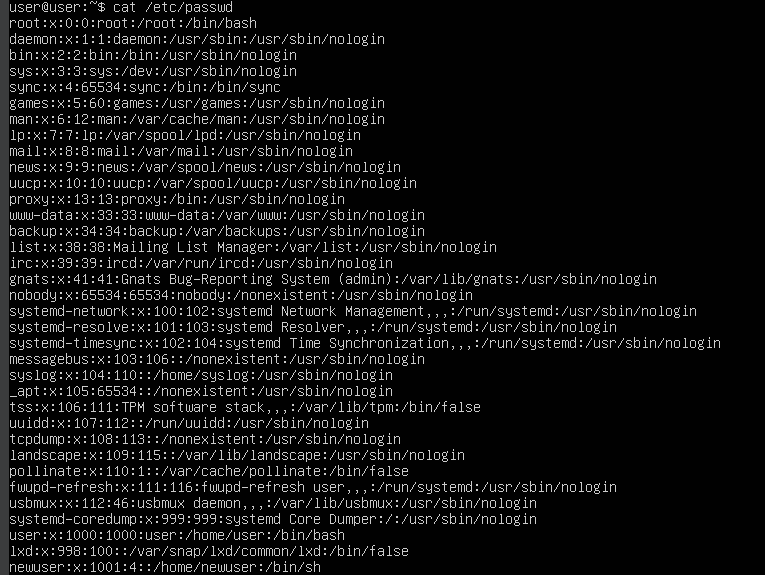 user@user:~$ cat /etc/passwd
root:x:0:0:root:/root:/bin/bash
daemon:x:1:1:daemon:/usr/sbin:/usr/sbin/nologin
bin:x:2:2:bin:/bin:/usr/sbin/nologin
sys:x:3:3:sys:/dev:/usr/sbin/nologin
sync:x:4:65534:sync:/bin:/bin/sync
games:x:5:60:games:/usr/games:/usr/sbin/nologin
man:x:6:12:man:/var/cache/man:/usr/sbin/nologin
lp:x:7:7:lp:/var/spool/lpd:/usr/sbin/nologin
mail:x:8:8:mail:/var/mail:/usr/sbin/nologin
news:x:9:9:news:/var/spool/news:/usr/sbin/nologin
uucp:x:10:10:uucp:/var/spool/uucp:/usr/sbin/nologin
proxy:x:13:13:proxy:/bin:/usr/sbin/nologin
www-data:x:33:33:www-data:/var/www:/usr/sbin/nologin
backup:x:34:34:backup:/var/backups:/usr/sbin/nologin
list:x:38:38:Mailing List Manager:/var/list:/usr/sbin/nologin
irc:x:39:39:ircd:/var/run/ircd:/usr/sbin/nologin
gnats:x:41:41:Gnats Bug-Reporting System (admin):/var/lib/gnats:/usr/sbin/nologin
nobody:x:65534:65534:nobody:/nonexistent:/usr/sbin/nologin
systemd-network:x:100:102:systemd Network Management,,,:/run/systemd:/usr/sbin/nologin
systemd-resolve:x:101:103:systemd Resolver,,,:/run/systemd:/usr/sbin/nologin
systemd-timesync:x:102:104:systemd Time Synchronization,,,:/run/systemd:/usr/sbin/nologin
messagebus:x:103:106::/nonexistent:/usr/sbin/nologin
syslog:x:104:110::/home/syslog:/usr/sbin/nologin
_apt:x:105:65534::/nonexistent:/usr/sbin/nologin
tss:x:106:111:TPM software stack,,,:/var/lib/tpm:/bin/false
uuidd:x:107:112::/run/uuidd:/usr/sbin/nologin
tcpdump:x:108:113::/nonexistent:/usr/sbin/nologin
landscape:x:109:115::/var/lib/landscape:/usr/sbin/nologin
pollinate:x:110:1::/var/cache/pollinate:/bin/false
fwupd-refresh:x:111:116:fwupd-refresh user,,,:/run/systemd:/usr/sbin/nologin
usbmux:x:112:46:usbmux daemon,,,:/var/lib/usbmux:/usr/sbin/nologin
systemd-coredump:x:999:999:systemd Core Dumper:/:/usr/sbin/nologin
user:x:1000:1000:user:/home/user:/bin/bash
lxd:x:998:100::/var/snap/lxd/common/lxd:/bin/false
newuser:x:1001:4::/home/newuser:/bin/sh